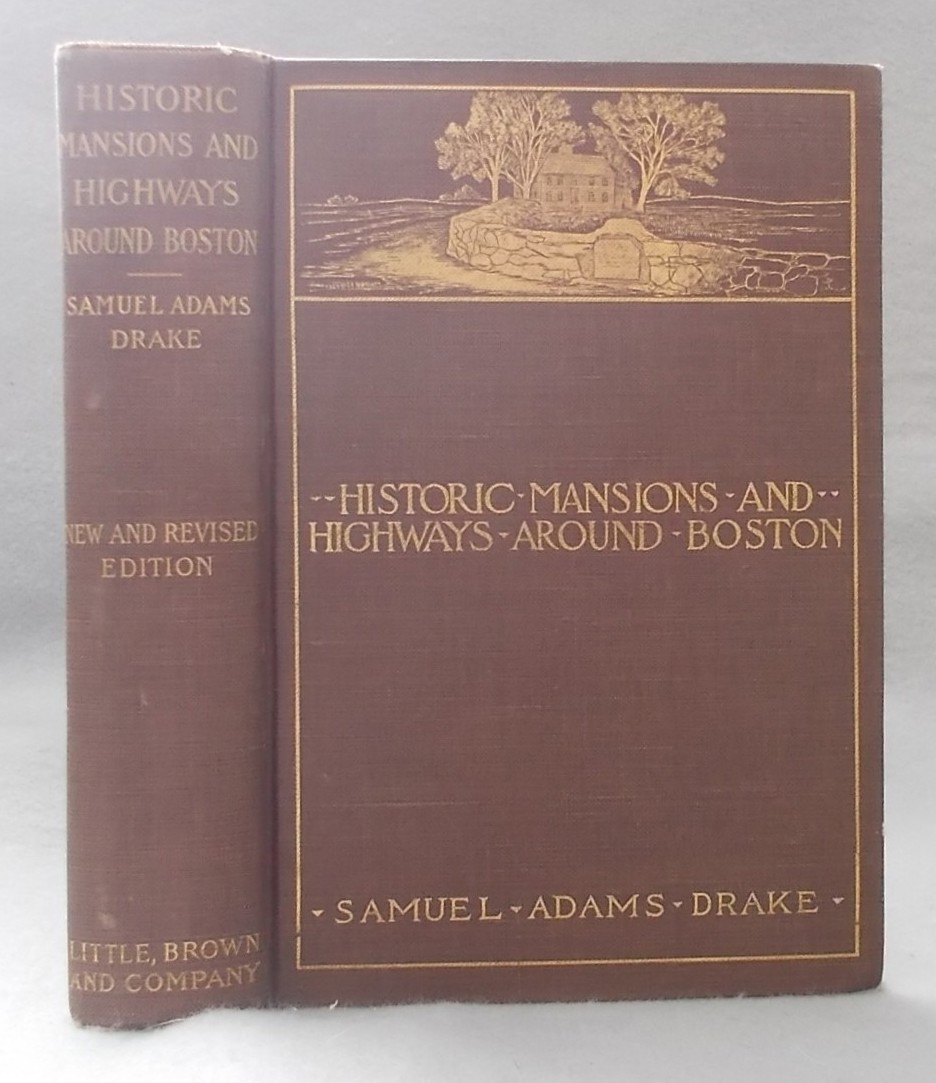 HISTORIC
MANSIONS AND
HIGHWAYS
AROUND BOSTON
SAMUEL ADAMS
DRAKE
NEW AND REVISED
EDITION
LITTLE, BROWN
AND COMPANY
HISTORIC MANSIONS AND
HIGHWAYS AROUND BOSTON
SAMUEL ADAMS DRAKE